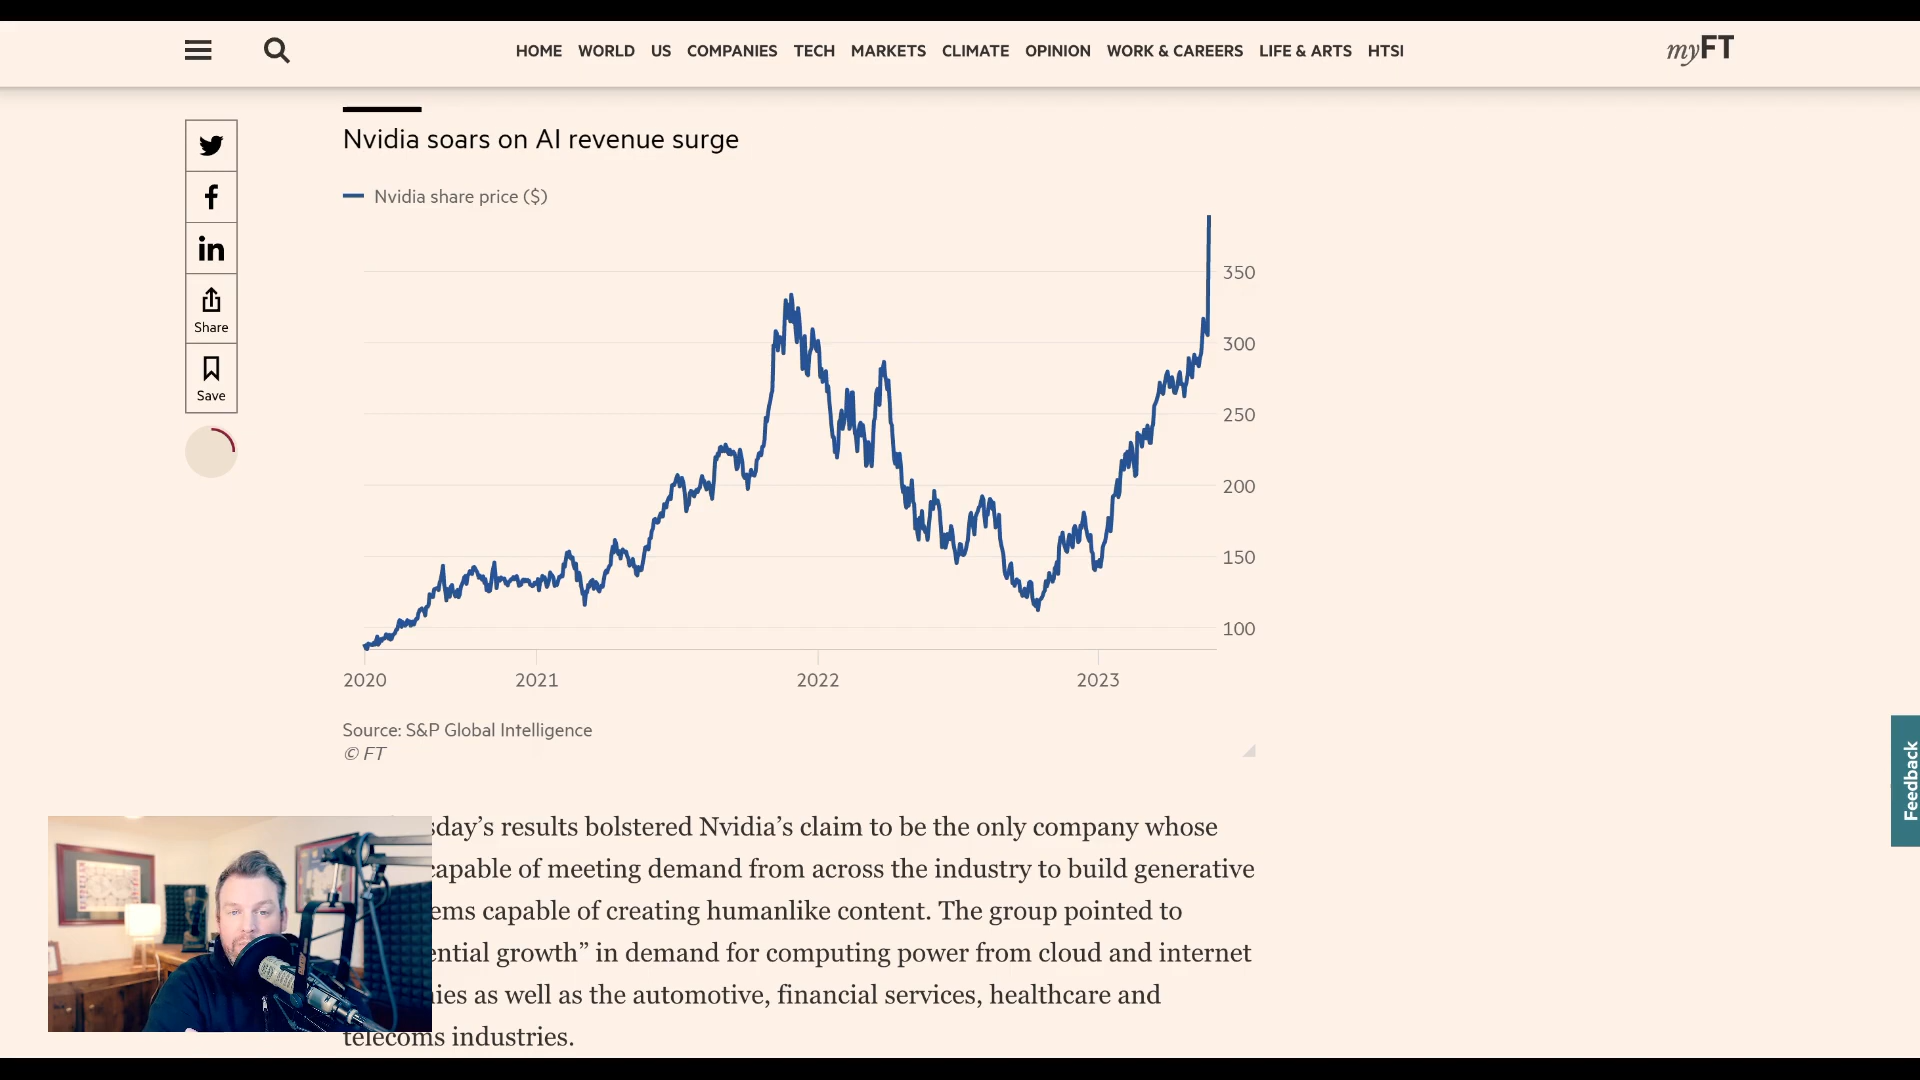 HOME WORLD US COMPANIES TECH MARKETS CLIMATE OPINION WORK & CAREERS LIFE & ARTS HTSI
myFT
Share
Save
Nvidia soars on AI revenue surge
Nvidia share price ($)
350
300
250
200
150
100
2020 2021 2022 2023
Source: S&P Global Intelligence
© FT
Feedback
sday’s results bolstered Nvidia’s claim to be the only company whose
capable of meeting demand from across the industry to build generative
ems capable of creating humanlike content. The group pointed to
ential growth” in demand for computing power from cloud and internet
nies as well as the automotive, financial services, healthcare and
telecoms industries.